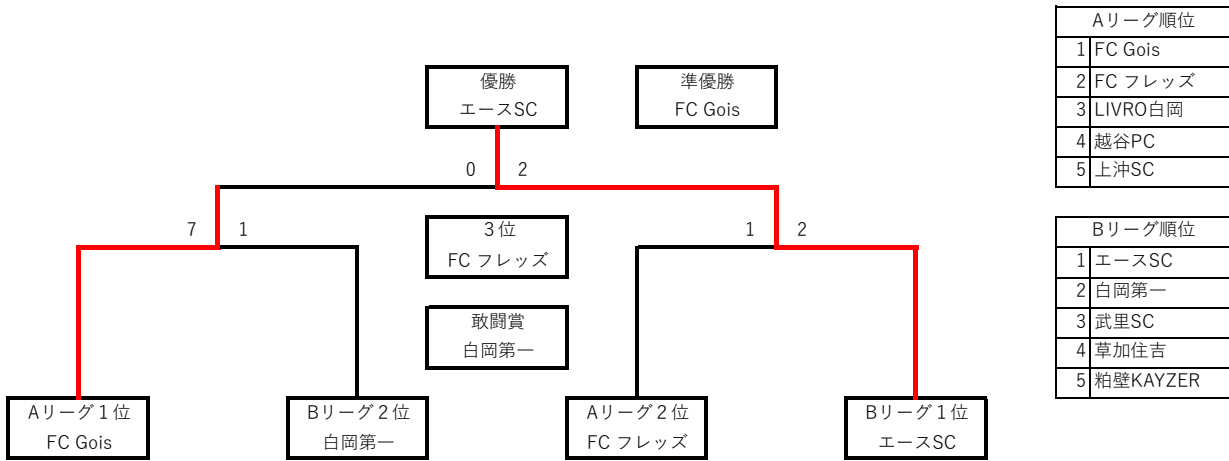 優勝
エースSC
準優勝
FC Gois
0 2
7 1
3位
FC フレッズ
1 2
敢闘賞
白岡第一
Aリーグ1位
FC Gois
Bリーグ2位
白岡第一
Aリーグ2位
FC フレッズ
Bリーグ1位
エースSC
Aリーグ順位
1 FC Gois
2 FC フレッズ
3 LIVRO白岡
4 越谷PC
5 上沖SC
Bリーグ順位
1 エースSC
2 白岡第一
3 武里SC
4 草加住吉
5 粕壁KAYZER